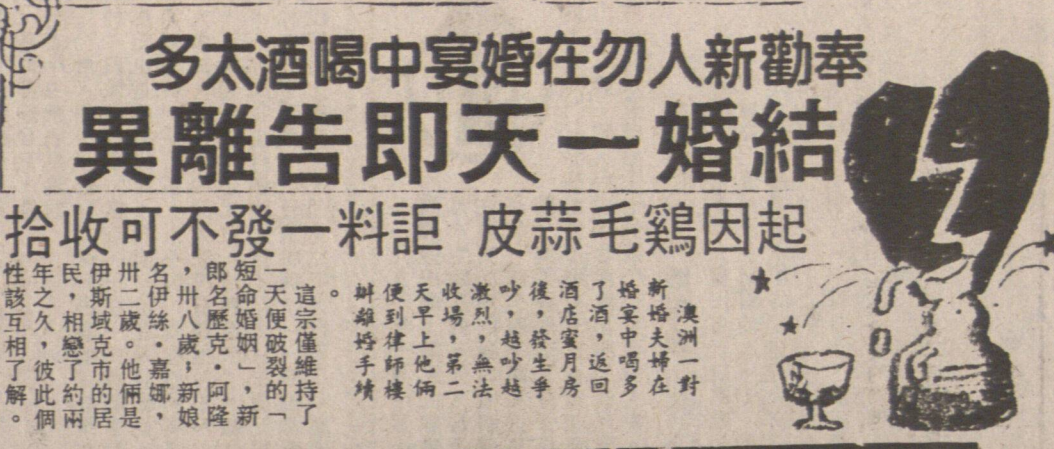 奉勸新人勿在婚宴中喝酒太多
結婚一天即告離異
起因鷄毛蒜皮 詎料一發不可收拾
澳洲一對
新婚夫婦在
婚宴中喝多
了酒，返回
酒店蜜月房
後，發生爭
吵，越吵越
激烈，無法
收場，第二
天早上他倆
便到律師樓
辦離婚手續
。
這宗僅維持了
一天便破裂的「
短命婚姻」，新
郎名歷克・阿隆
，卅八歲；新娘
名伊絲・嘉娜，
卅二歲。他倆是
伊斯域克市的居
民，相戀了約兩
年之久，彼此個
性該互相了解。